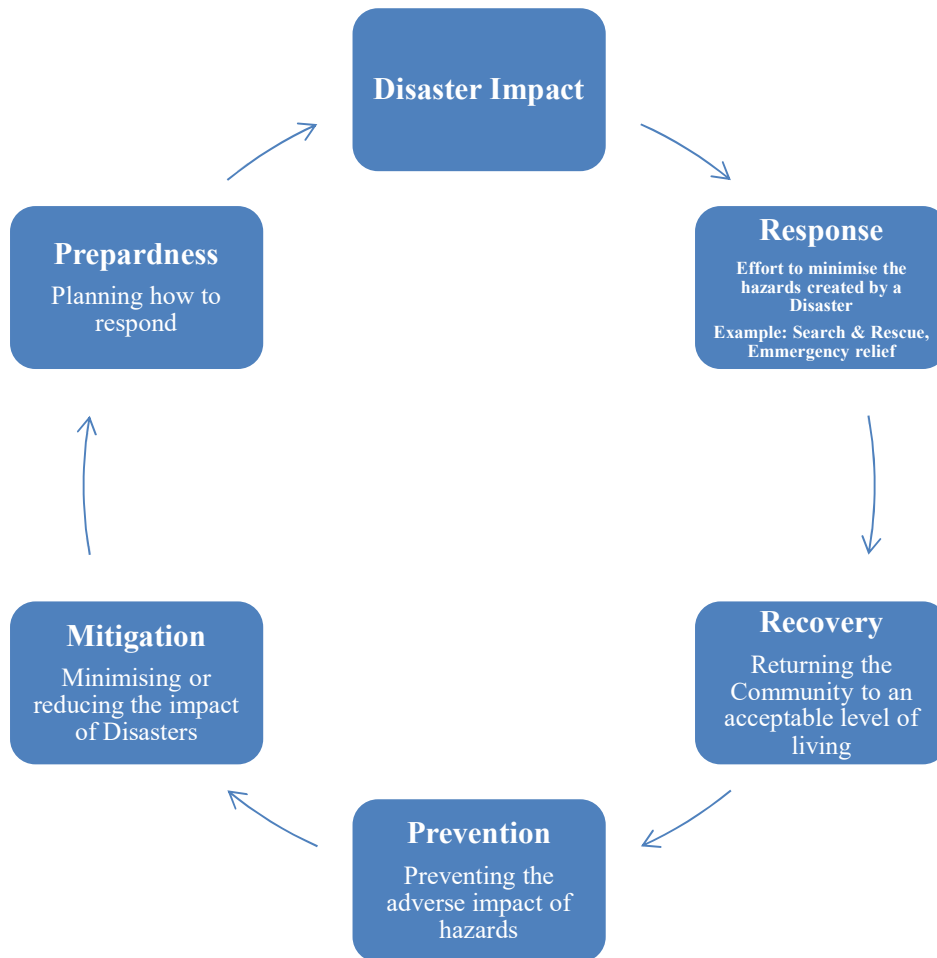 Disaster Impact
Response
Effort to minimise the
hazards created by a
Disaster
Example: Search & Rescue,
Emmergency relief
Recovery
Returning the
Community to an
acceptable level of
living
Prevention
Preventing the
adverse impact of
hazards
Mitigation
Minimising or
reducing the impact
of Disasters
Prepardness
Planning how to
respond